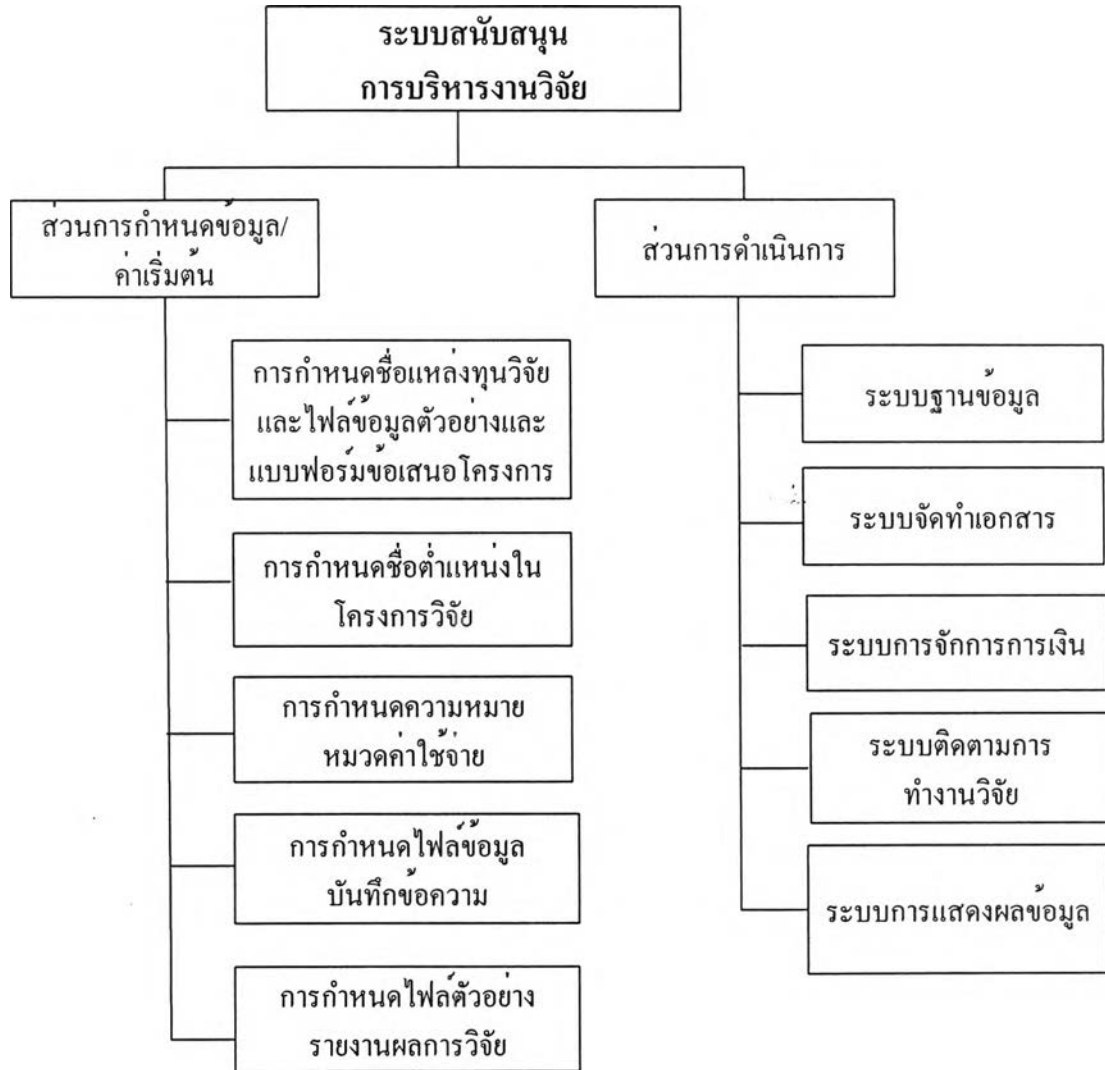 ระบบสนับสนุน
การบริหารงานวิจัย
ส่วนการกำหนดข้อมูล/
ค่าเริ่มต้น
ส่วนการดำเนินการ
การกำหนดชื่อแหล่งทุนวิจัย
และไฟล์ข้อมูลตัวอย่างและ
แบบฟอร์มข้อเสนอโครงการ
การกำหนดชื่อตำแหน่งใน
โครงการวิจัย
การกำหนดความหมาย
หมวดค่าใช้จ่าย
การกำหนดไฟล์ข้อมูล
บันทึกข้อความ
การกำหนดไฟล์ตัวอย่าง
รายงานผลการวิจัย
ระบบฐานข้อมูล
ระบบจัดทำเอกสาร
ระบบการจักการการเงิน
ระบบติดตามการ
ทำงานวิจัย
ระบบการแสดงผลข้อมูล